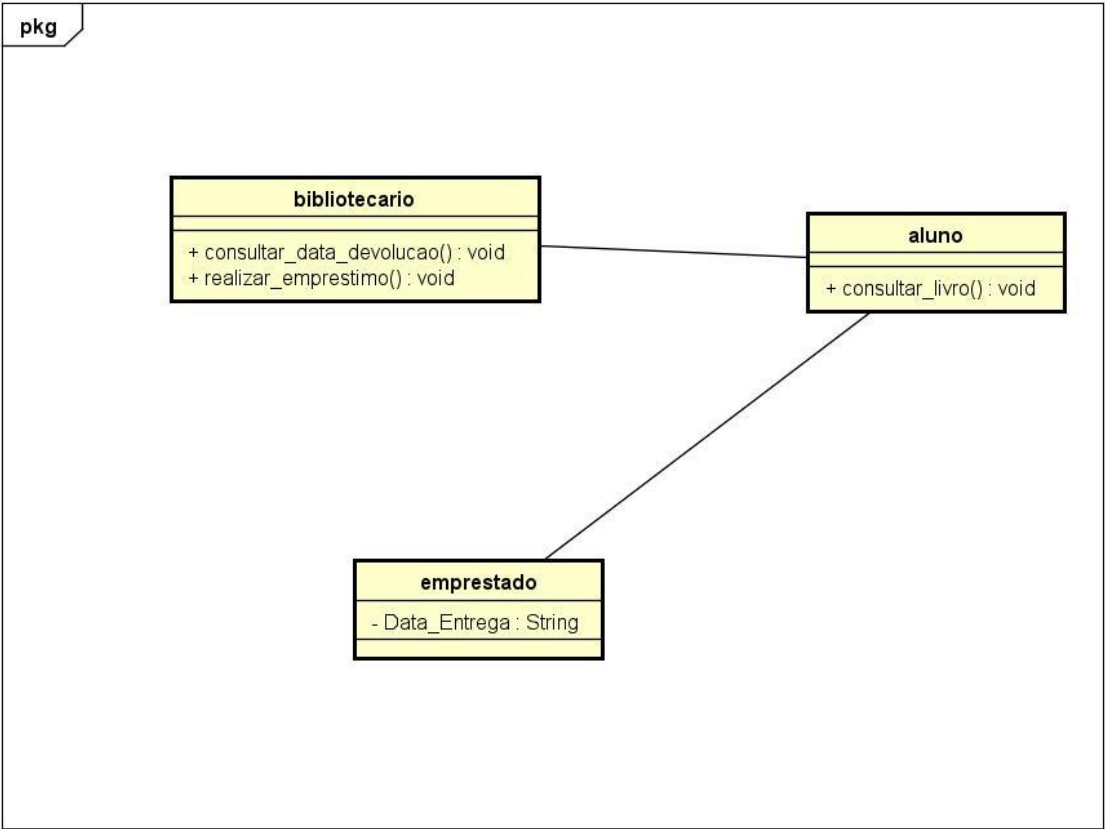 pkg
bibliotecario
+ consultar_data_devolucao() : void
+ realizar_emprestimo() : void
aluno
+ consultar_livro() : void
emprestado
- Data_Entrega : String